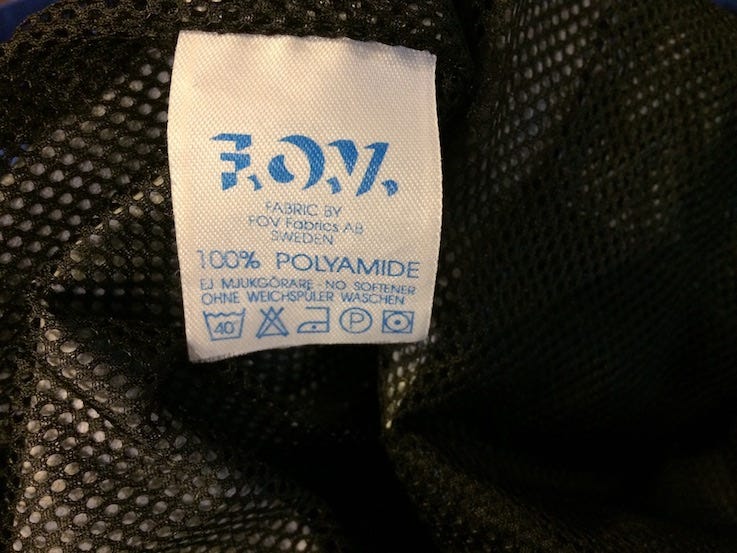 F.O.V.
FABRIC BY
FOV Fabrics AB
SWEDEN
100% POLYAMIDE
EJ MJUKGÖRARE - NO SOFTENER
OHNE WEICHSPÜLER WASCHEN
40° P